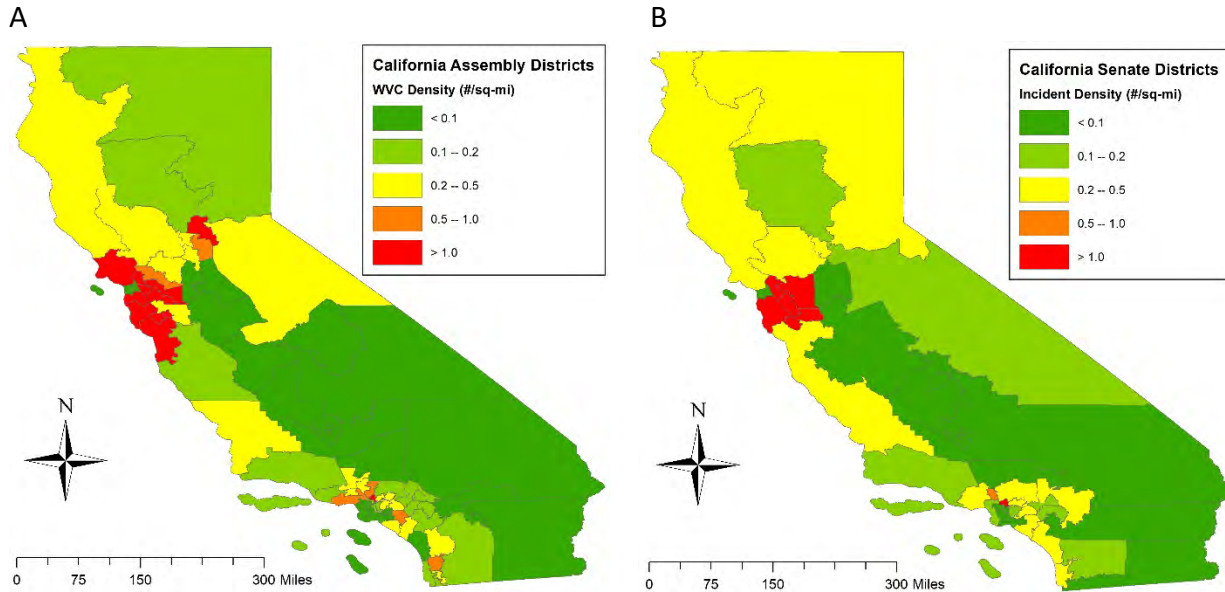 A
California Assembly Districts
WVC Density (#/sq-mi)
< 0.1
0.1 -- 0.2
0.2 -- 0.5
0.5 -- 1.0
> 1.0
N
0 75 150 300 Miles
B
California Senate Districts
Incident Density (#/sq-mi)
< 0.1
0.1 -- 0.2
0.2 -- 0.5
0.5 -- 1.0
> 1.0
N
0 75 150 300 Miles